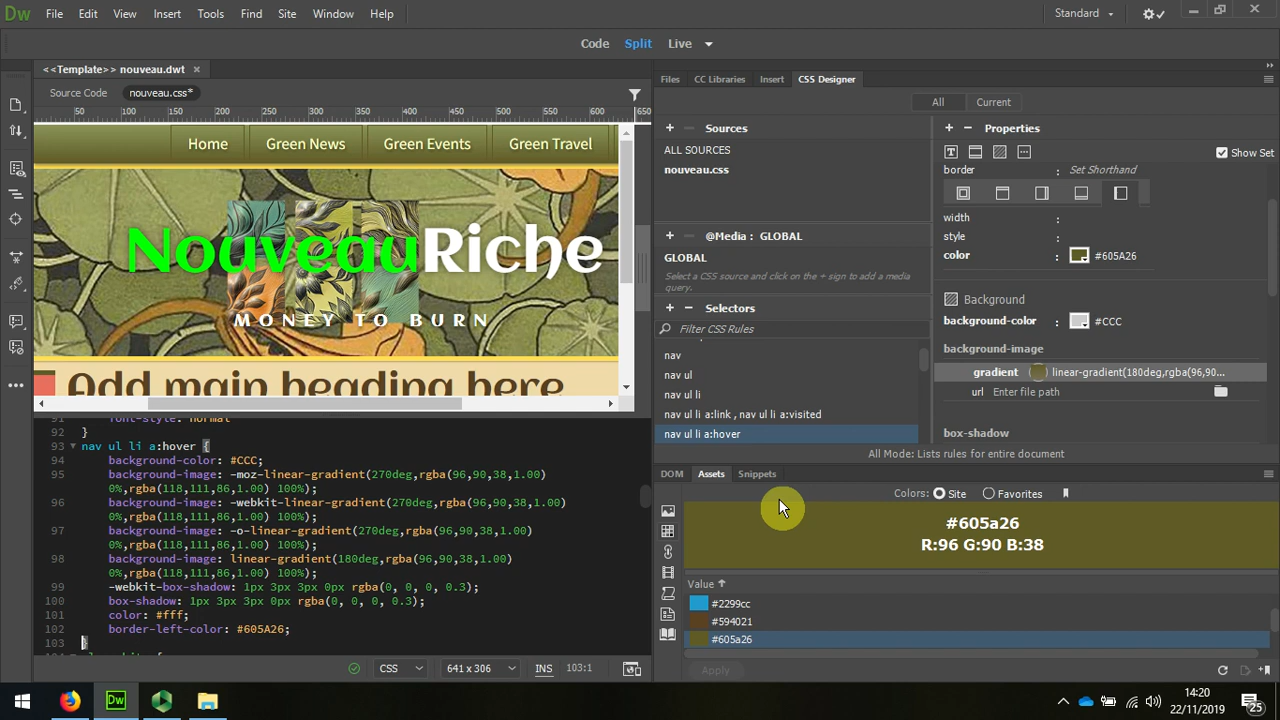 Dw File Edit View Insert Tools Find Site Window Help Standard
Code Split Live
<<Template>> nouveau.dwt
Source Code nouveau.css*
50 100 150 200 250 300 350 400 450 500 550 600 650
Home Green News Green Events Green Travel
NouveauRiche
MONEY TO BURN
Add main heading here
92 }
93 nav ul li a:hover {
94 background-color: #CCC;
95 background-image: -moz-linear-gradient(270deg,rgba(96,90,38,1.00)
0%,rgba(118,111,86,1.00) 100%);
96 background-image: -webkit-linear-gradient(270deg,rgba(96,90,38,1.00)
0%,rgba(118,111,86,1.00) 100%);
97 background-image: -o-linear-gradient(270deg,rgba(96,90,38,1.00)
0%,rgba(118,111,86,1.00) 100%);
98 background-image: linear-gradient(180deg,rgba(96,90,38,1.00)
0%,rgba(118,111,86,1.00) 100%);
99 -webkit-box-shadow: 1px 3px 3px 0px rgba(0, 0, 0, 0.3);
100 box-shadow: 1px 3px 3px 0px rgba(0, 0, 0, 0.3);
101 color: #fff;
102 border-left-color: #605A26;
103 }
CSS 641 x 306 INS 103:1
Files CC Libraries Insert CSS Designer
All Current
Sources
ALL SOURCES
nouveau.css
@Media : GLOBAL
GLOBAL
Select a CSS source and click on the + sign to add a media
query.
Selectors
Filter CSS Rules
nav
nav ul
nav ul li
nav ul li a:link , nav ul li a:visited
nav ul li a:hover
Properties
Show Set
border : Set Shorthand
width :
style :
color : #605A26
Background
background-color : #CCC
background-image
gradient linear-gradient(180deg,rgba(96,90...
url Enter file path
box-shadow
All Mode: Lists rules for entire document
DOM Assets Snippets
Colors: Site Favorites
#605a26
R:96 G:90 B:38
Value
#2299cc
#594021
#605a26
Apply
14:20
22/11/2019
25